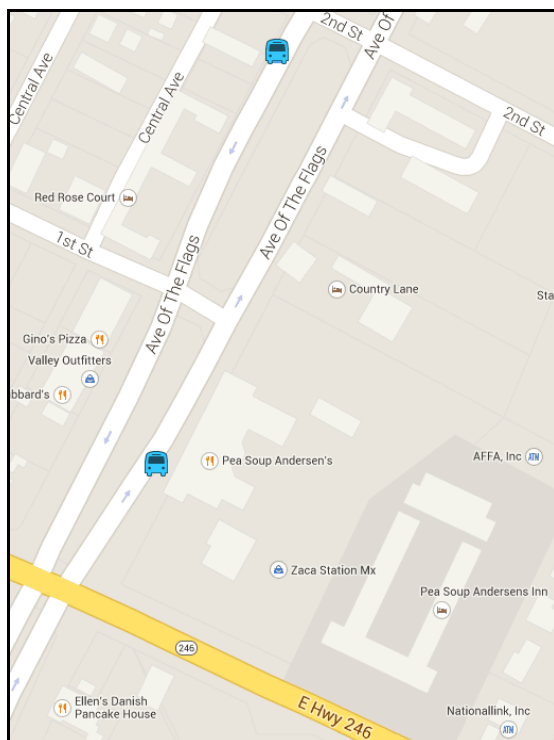 2nd St
Ave Of
Central Ave
Central Ave
2nd St
Ave Of The Flags
Red Rose Court
1st St
Ave Of The Flags
Country Lane
Sta
Gino's Pizza
Valley Outfitters
bbard's
Pea Soup Andersen's
AFFA, Inc
ATM
Zaca Station Mx
Pea Soup Andersens Inn
246
E Hwy 246
Ellen's Danish
Pancake House
Nationallink, Inc
ATM